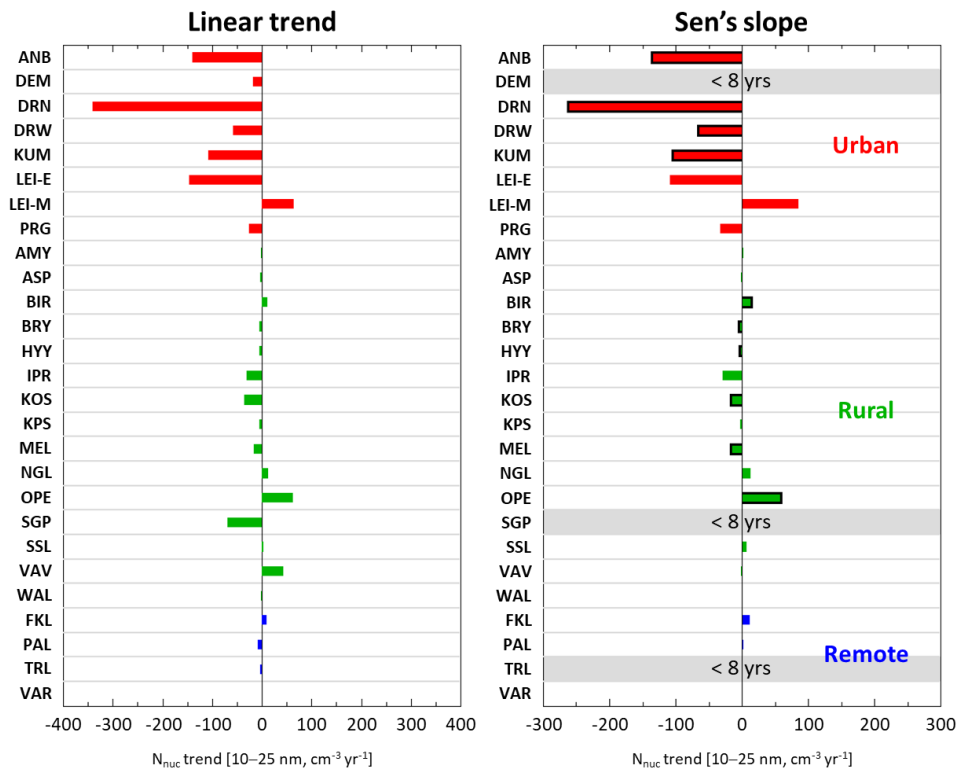 Linear trend
ANB
DEM
DRN
DRW
KUM
LEI-E
LEI-M
PRG
AMY
ASP
BIR
BRY
HYY
IPR
KOS
KPS
MEL
NGL
OPE
SGP
SSL
VAV
WAL
FKL
PAL
TRL
VAR
-400 -300 -200 -100 0 100 200 300 400
N_nuc trend [10–25 nm, cm⁻³ yr⁻¹]
Sen's slope
ANB
DEM < 8 yrs
DRN
DRW
Urban
KUM
LEI-E
LEI-M
PRG
AMY
ASP
BIR
BRY
HYY
IPR
KOS
Rural
KPS
MEL
NGL
OPE
SGP < 8 yrs
SSL
VAV
WAL
FKL
PAL
Remote
TRL < 8 yrs
VAR
-300 -200 -100 0 100 200 300
N_nuc trend [10–25 nm, cm⁻³ yr⁻¹]